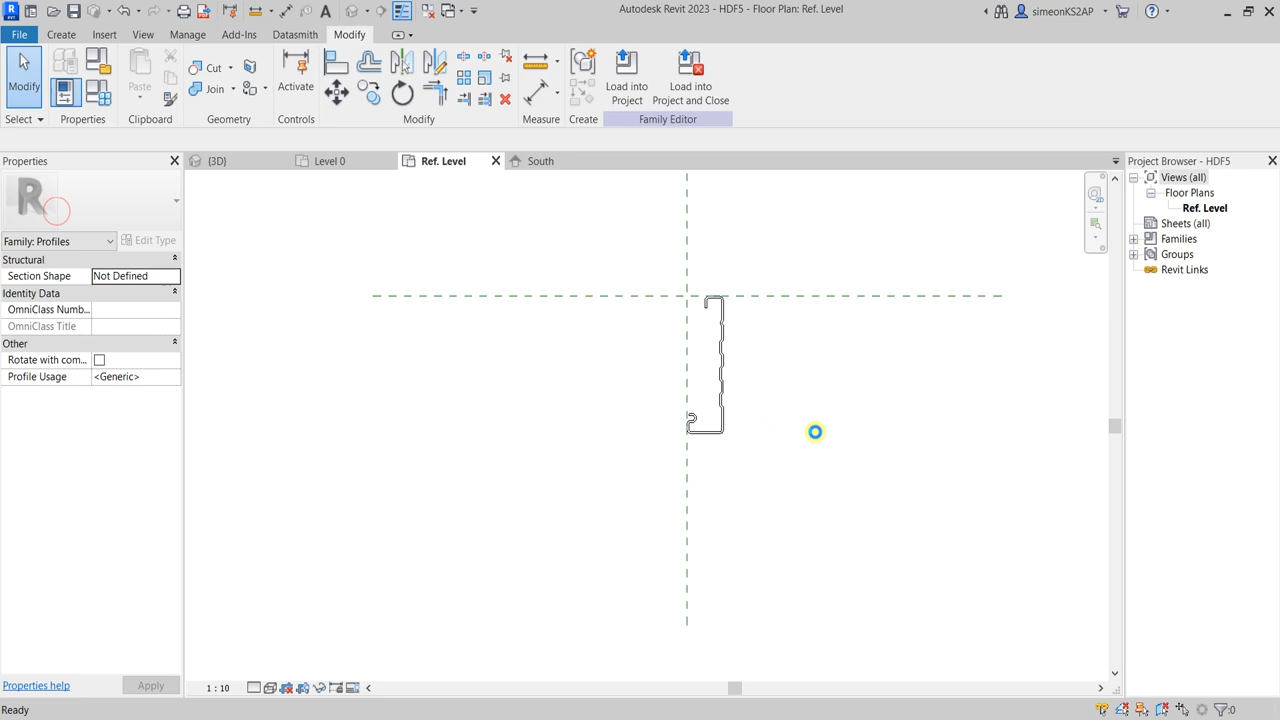 Autodesk Revit 2023 - HDF5 - Floor Plan: Ref. Level
simeonKS2AP
File Create Insert View Manage Add-Ins Datasmith Modify
Modify Paste Cut Join Activate Load into Project Load into Project and Close
Select Properties Clipboard Geometry Controls Modify Measure Create Family Editor
Properties
{3D} Level 0 Ref. Level South
Project Browser - HDF5
Views (all)
Floor Plans
Ref. Level
Sheets (all)
Families
Groups
Revit Links
Family: Profiles Edit Type
Structural
Section Shape Not Defined
Identity Data
OmniClass Numb...
OmniClass Title
Other
Rotate with com...
Profile Usage <Generic>
Properties help Apply
1 : 10
Ready
:0